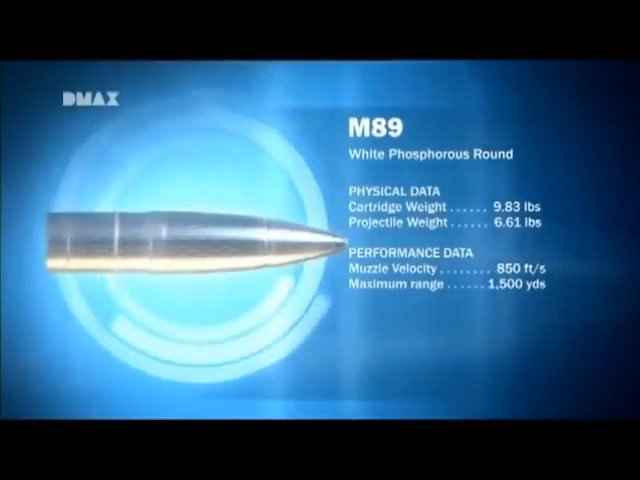 DMAX
M89
White Phosphorous Round
PHYSICAL DATA
Cartridge Weight ...... 9.83 lbs
Projectile Weight ...... 6.61 lbs
PERFORMANCE DATA
Muzzle Velocity ........ 850 ft/s
Maximum range ...... 1,500 yds